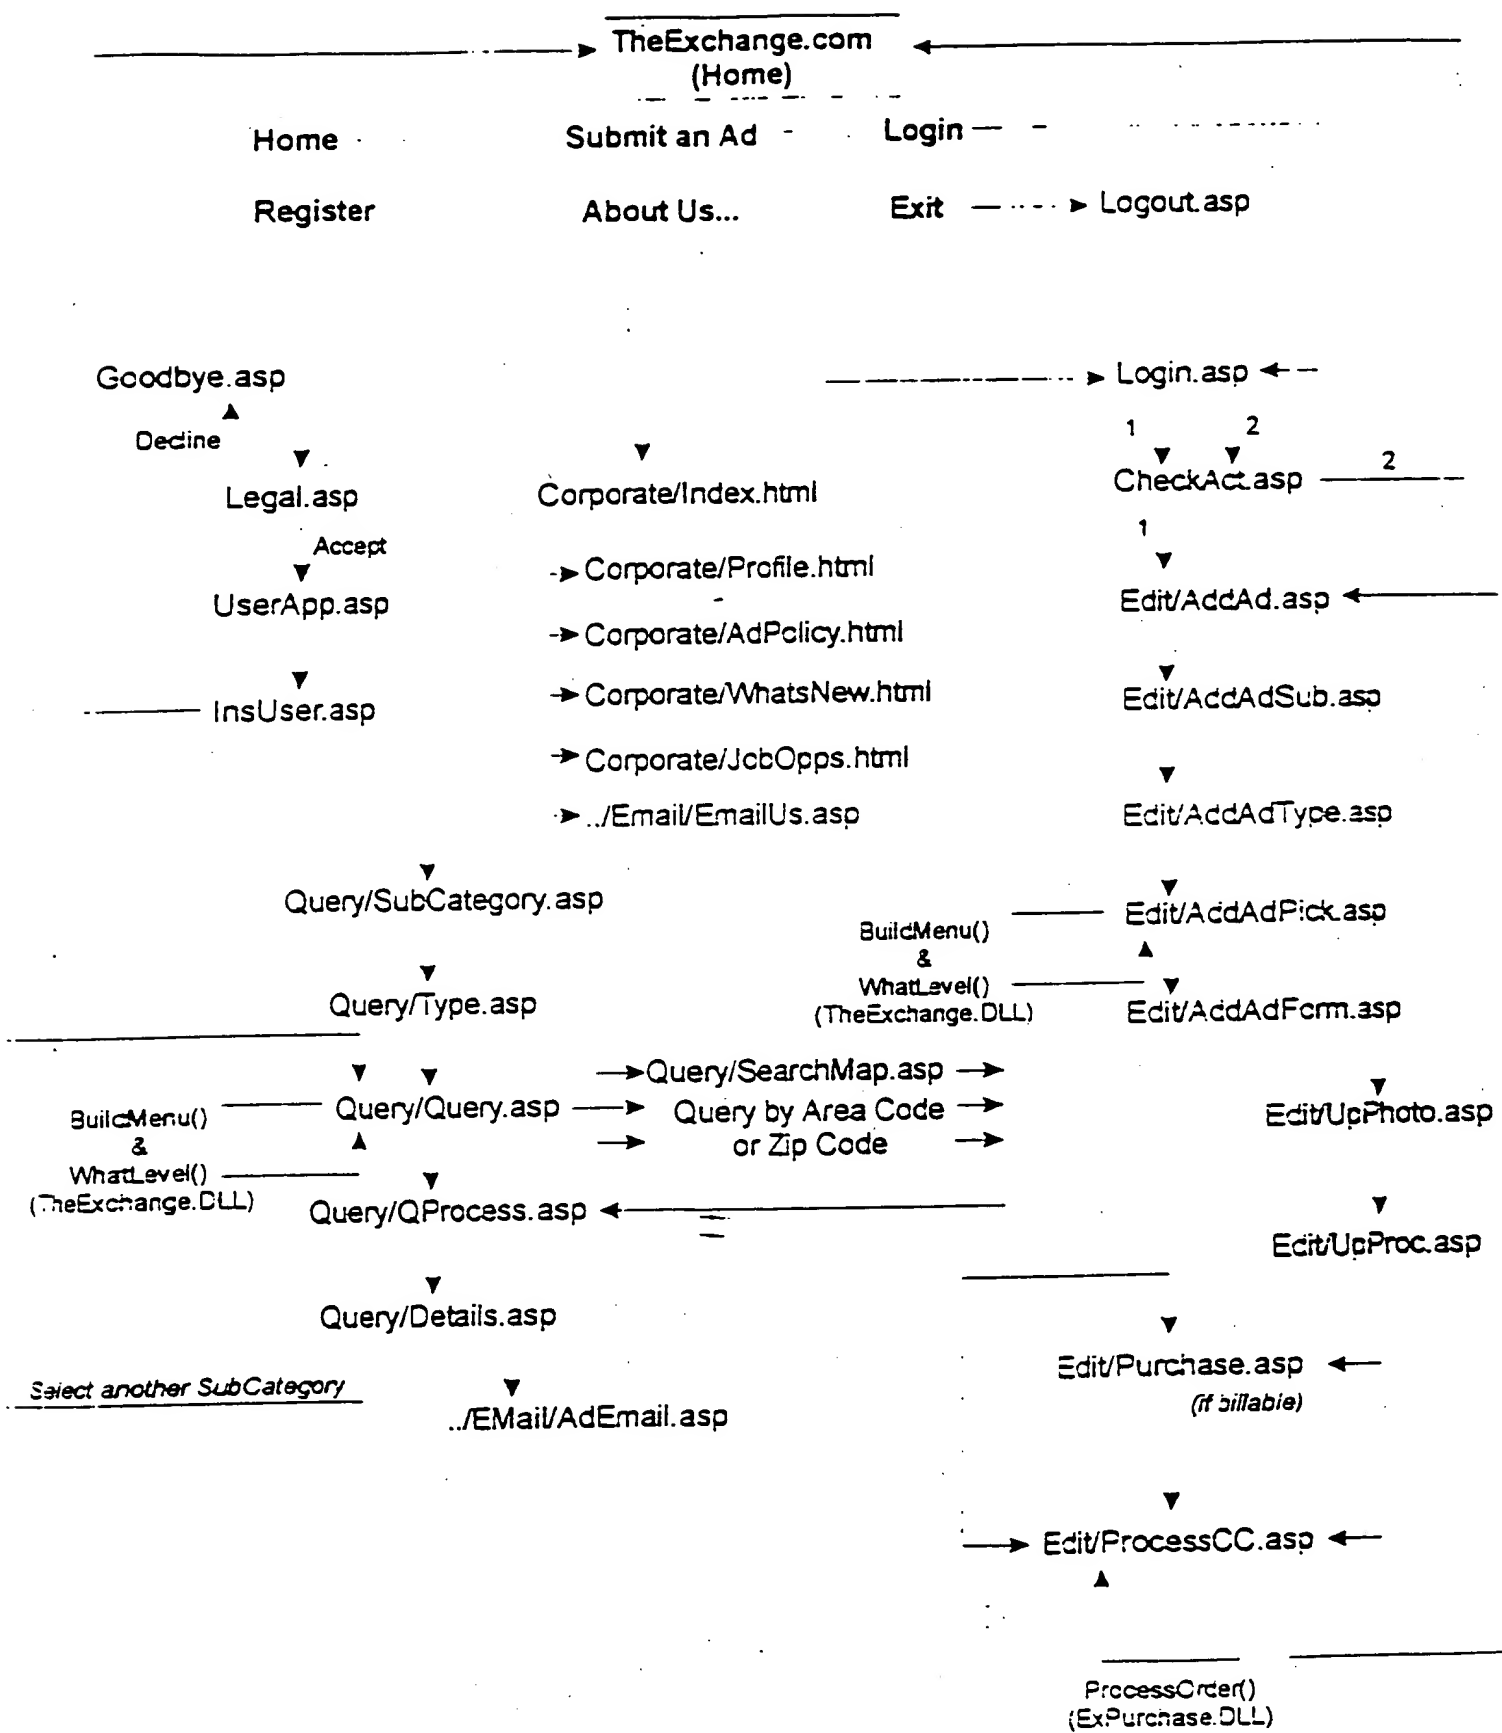 TheExchange.com
(Home)
Home
Submit an Ad
Login
Register
About Us...
Exit
Logout.asp
Goodbye.asp
Login.asp
Decline
1
2
Legal.asp
Corporate/Index.html
CheckAct.asp
2
Accept
1
UserApp.asp
Corporate/Profile.html
Edit/AddAd.asp
Corporate/AdPolicy.html
InsUser.asp
Corporate/WhatsNew.html
Edit/AddAdSub.asp
Corporate/JobOpps.html
../Email/EmailUs.asp
Edit/AddAdType.asp
Query/SubCategory.asp
Edit/AddAdPick.asp
BuildMenu()
&
WhatLevel()
(TheExchange.DLL)
Query/Type.asp
Edit/AddAdForm.asp
Query/SearchMap.asp
BuildMenu()
&
WhatLevel()
(TheExchange.DLL)
Query/Query.asp
Query by Area Code
or Zip Code
Edit/UpPhoto.asp
Query/QProcess.asp
Edit/UpProc.asp
Query/Details.asp
Edit/Purchase.asp
(if billable)
Select another SubCategory
../EMail/AdEmail.asp
Edit/ProcessCC.asp
ProcessOrder()
(ExPurchase.DLL)